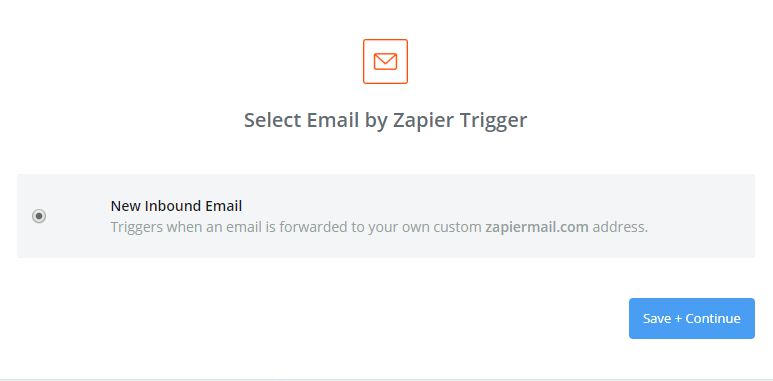 Select Email by Zapier Trigger
New Inbound Email
Triggers when an email is forwarded to your own custom zapiermail.com address.
Save + Continue